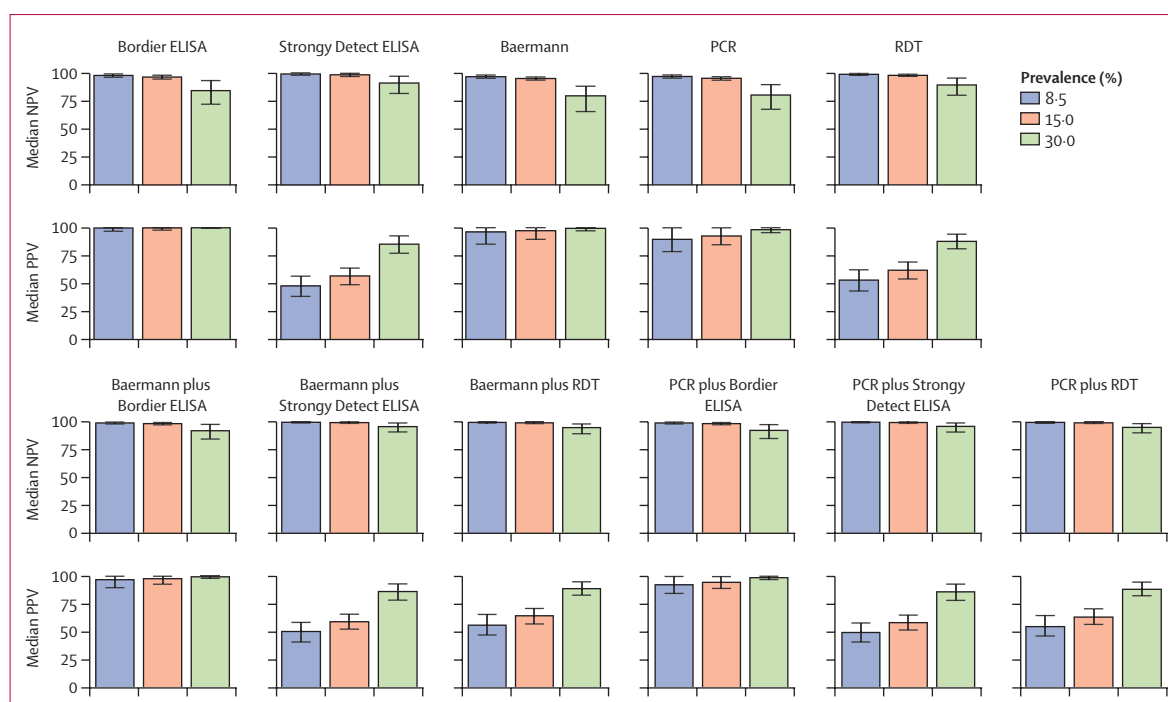 Bordier ELISA
Strongy Detect ELISA
Baermann
PCR
RDT
Prevalence (%)
8·5
15·0
30·0
Median NPV
100
75
50
25
0
Median PPV
100
75
50
25
0
Baermann plus
Bordier ELISA
Baermann plus
Strongy Detect ELISA
Baermann plus RDT
PCR plus Bordier
ELISA
PCR plus Strongy
Detect ELISA
PCR plus RDT
Median NPV
100
75
50
25
0
Median PPV
100
75
50
25
0